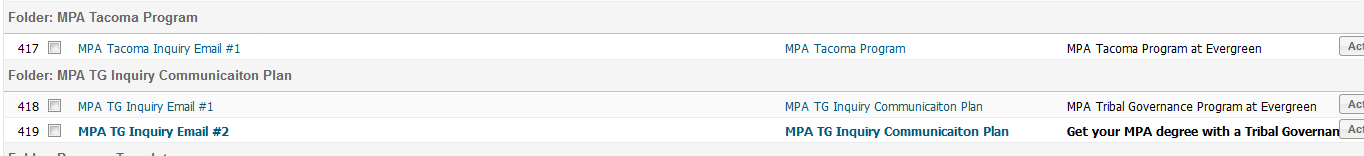 Folder: MPA Tacoma Program
417 MPA Tacoma Inquiry Email #1 MPA Tacoma Program MPA Tacoma Program at Evergreen Act
Folder: MPA TG Inquiry Communicaiton Plan
418 MPA TG Inquiry Email #1 MPA TG Inquiry Communicaiton Plan MPA Tribal Governance Program at Evergreen Act
419 MPA TG Inquiry Email #2 MPA TG Inquiry Communicaiton Plan Get your MPA degree with a Tribal Governan Act